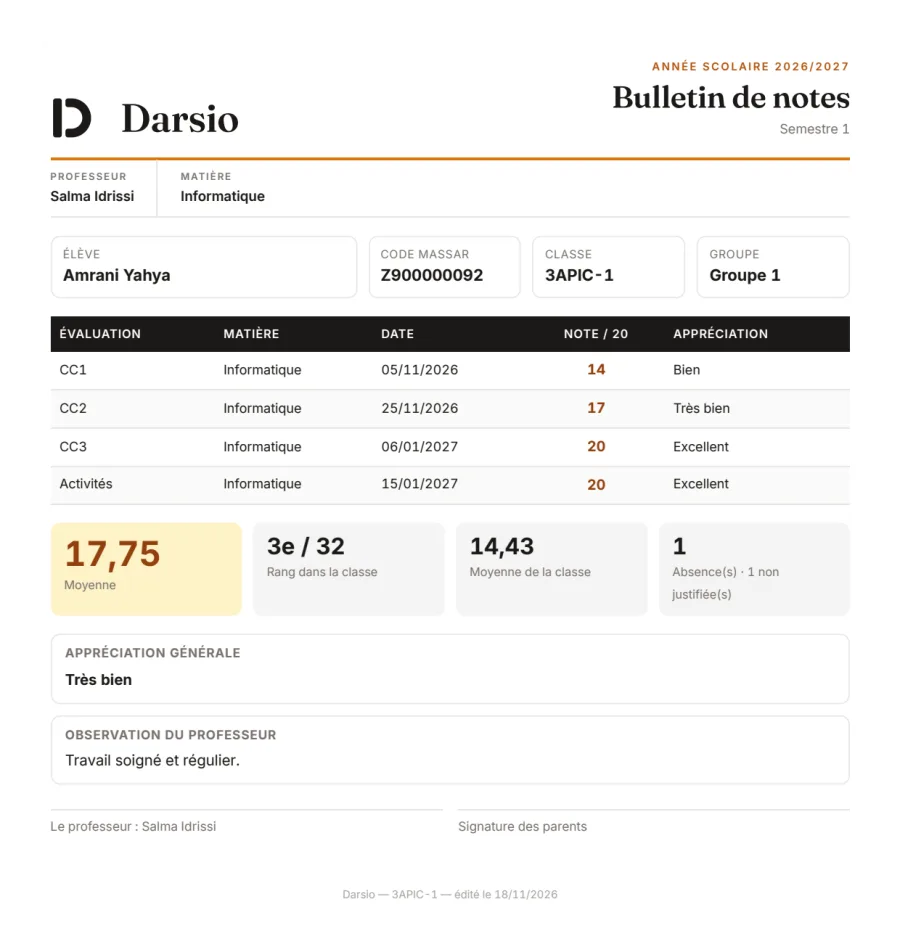 ANNÉE SCOLAIRE 2026/2027
Darsio
Bulletin de notes
Semestre 1
PROFESSEUR MATIÈRE
Salma Idrissi Informatique
ÉLÈVE CODE MASSAR CLASSE GROUPE
Amrani Yahya Z900000092 3APIC-1 Groupe 1
ÉVALUATION MATIÈRE DATE NOTE / 20 APPRÉCIATION
CC1 Informatique 05/11/2026 14 Bien
CC2 Informatique 25/11/2026 17 Très bien
CC3 Informatique 06/01/2027 20 Excellent
Activités Informatique 15/01/2027 20 Excellent
17,75 3e / 32 14,43 1
Moyenne Rang dans la classe Moyenne de la classe Absence(s) · 1 non
justifiée(s)
APPRÉCIATION GÉNÉRALE
Très bien
OBSERVATION DU PROFESSEUR
Travail soigné et régulier.
Le professeur : Salma Idrissi Signature des parents
Darsio — 3APIC-1 — édité le 18/11/2026